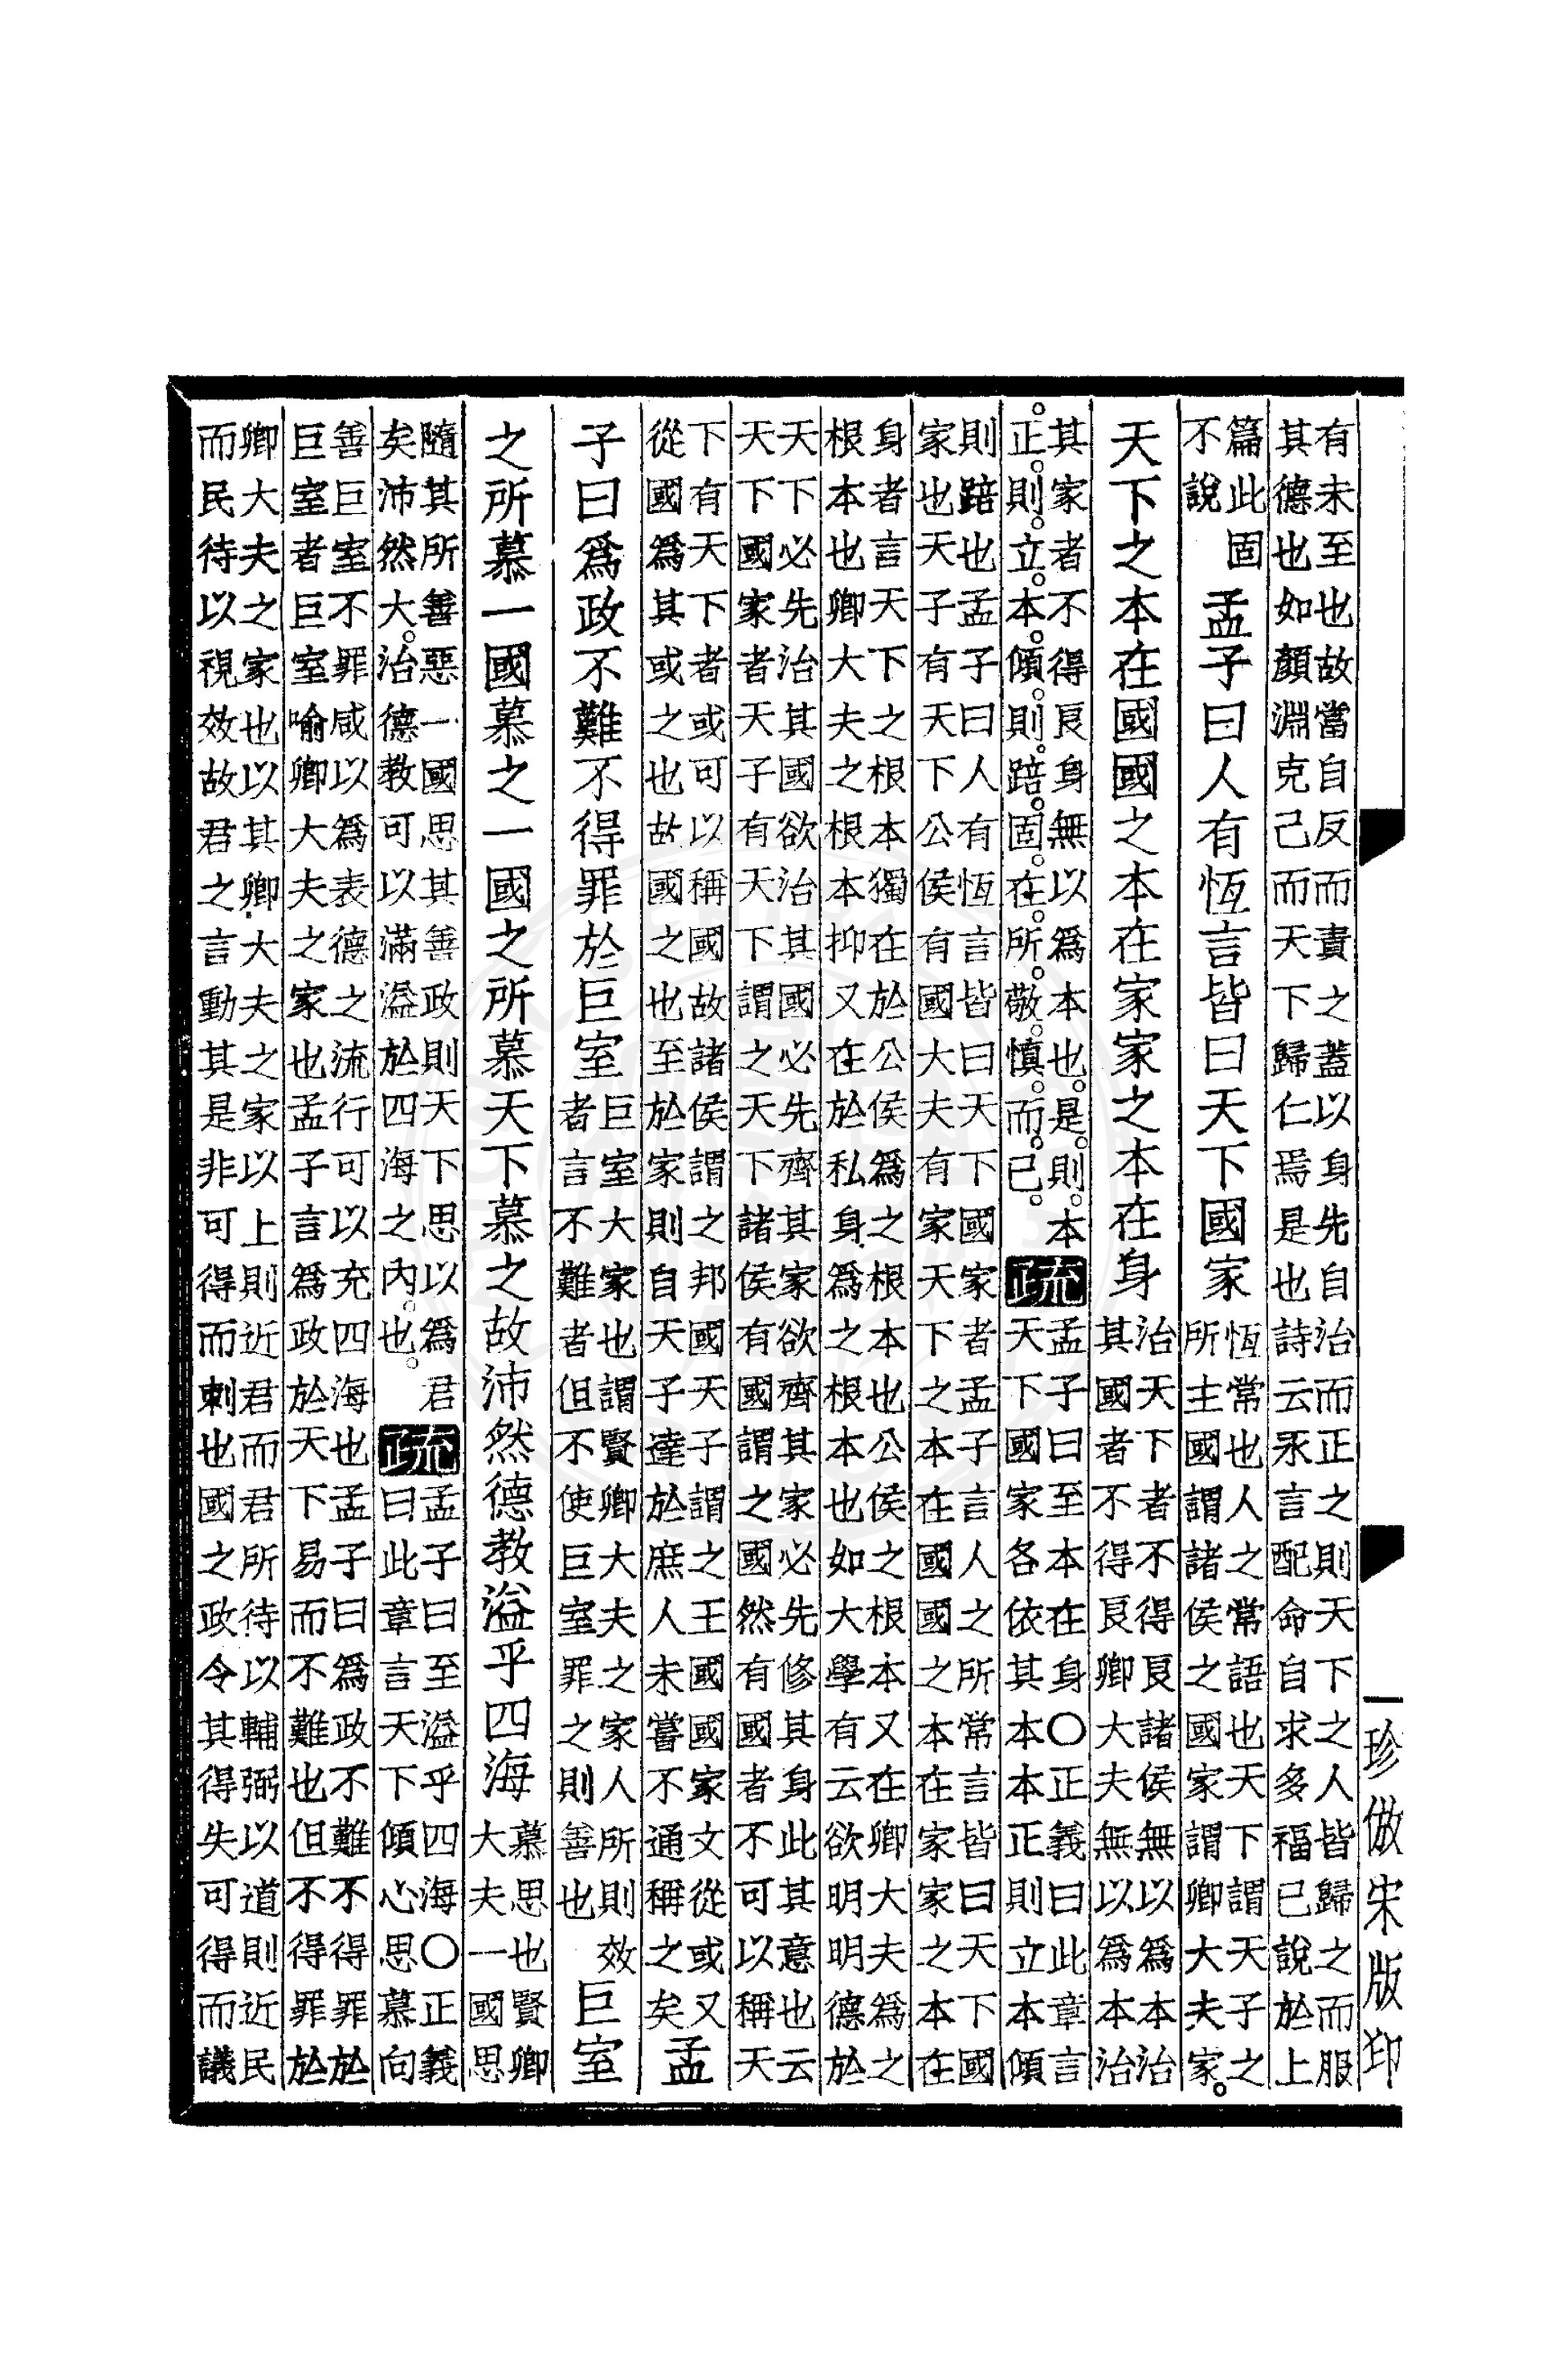 有未至也故當自反而責之蓋以身先自治而正之則天下之人皆歸之而服
其德也如顏淵克己而天下歸仁焉是也詩云永言配命自求多福已說於上
篇此固
不說
孟子曰人有恆言皆曰天下國家
恆常也人之常語也天下謂天子之
所主國謂諸侯之國家謂卿大夫家。
天下之本在國國之本在家家之本在身
治天下者不得良諸侯無以爲本治
其國者不得良卿大夫無以爲本治
其家者不得良身無以爲本也。是。則。本
。正。則。立。本。傾。則。踣。固。在。所。敬。慎。而。已。
疏
孟子曰至本在身〇正義曰此章言
天下國家各依其本本正則立本傾
則踣也孟子曰人有恆言皆曰天下國家者孟子言人之所常言皆曰天下國
家也天子有天下公侯有國大夫有家天下之本在國國之本在家家之本在
身者言天下之根本獨在於公侯爲之根本也公侯之根本又在卿大夫爲之
根本也卿大夫之根本抑又在於私身爲之根本也如大學有云欲明明德於
天下必先治其國欲治其國必先齊其家欲齊其家必先修其身此其意也云
天下國家者天子有天下謂之天下諸侯有國謂之國然有國者不可以稱天
下有天下者或可以稱國故諸侯謂之邦國天子謂之王國國家文從或又
從國爲其或之也故國之也至於家則自天子達於庶人未嘗不通稱之矣
孟
子曰爲政不難不得罪於巨室
巨室大家也謂賢卿大夫之家人所則效
者言不難者但不使巨室罪之則善也
巨室
之所慕一國慕之一國之所慕天下慕之故沛然德教溢乎四海
慕思也賢卿
大夫一國思
隨其所善惡一國思其善政則天下思以爲君
矣沛然大。治德教可以滿溢於四海之內。也。
疏
孟子曰至溢乎四海〇正義
曰此章言天下傾心思慕向
善巨室不罪咸以爲表德之流行可以充四海也孟子曰爲政不難不得罪於
巨室者巨室喻卿大夫之家也孟子言爲政於天下易而不難也但不得罪於
卿大夫之家也以其卿大夫之家以上則近君而君所待以輔弼以道則近民
而民待以視效故君之言動其是非可得而刺也國之政令其得失可得而議
珍倣宋版印